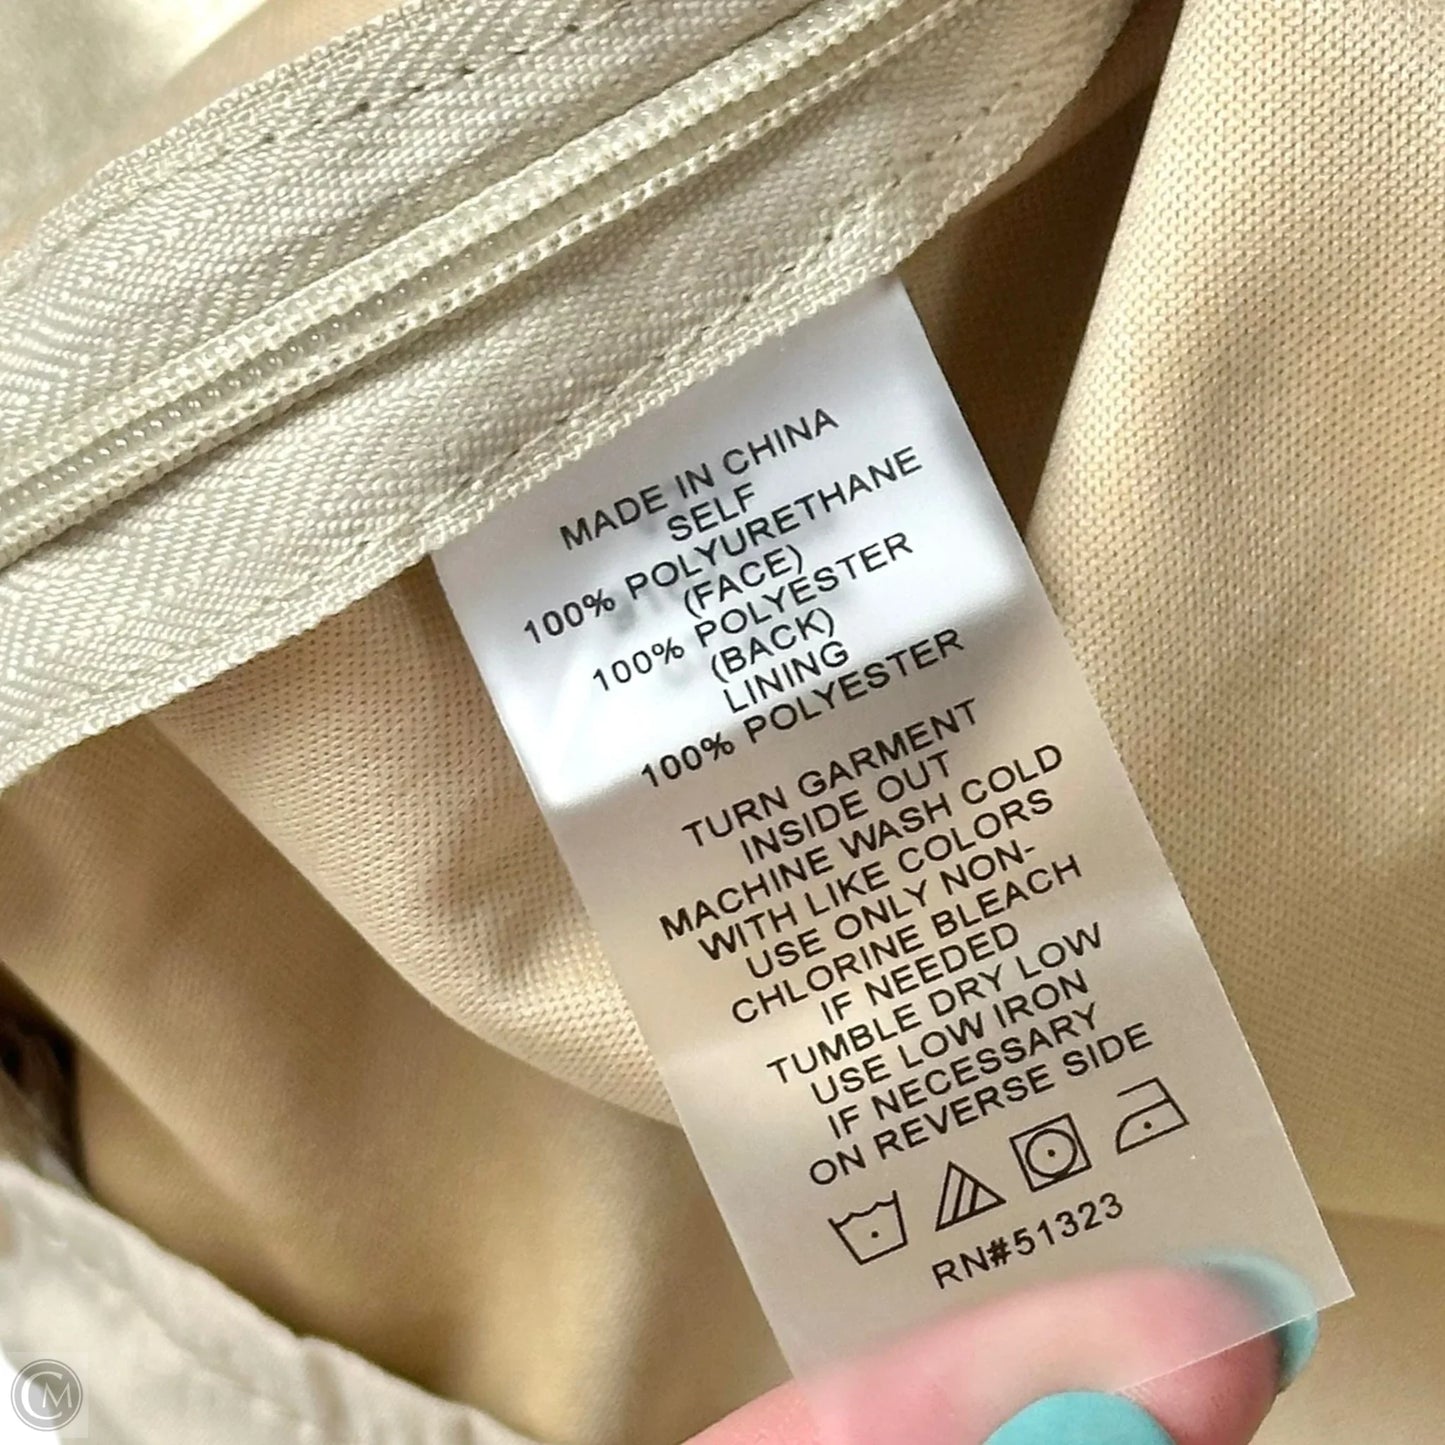 MADE IN CHINA
SELF
100% POLYURETHANE
(FACE)
100% POLYESTER
(BACK)
LINING
100% POLYESTER
TURN GARMENT
INSIDE OUT
MACHINE WASH COLD
WITH LIKE COLORS
USE ONLY NON-
CHLORINE BLEACH
IF NEEDED
TUMBLE DRY LOW
USE LOW IRON
IF NECESSARY
ON REVERSE SIDE
RN#51323
CM